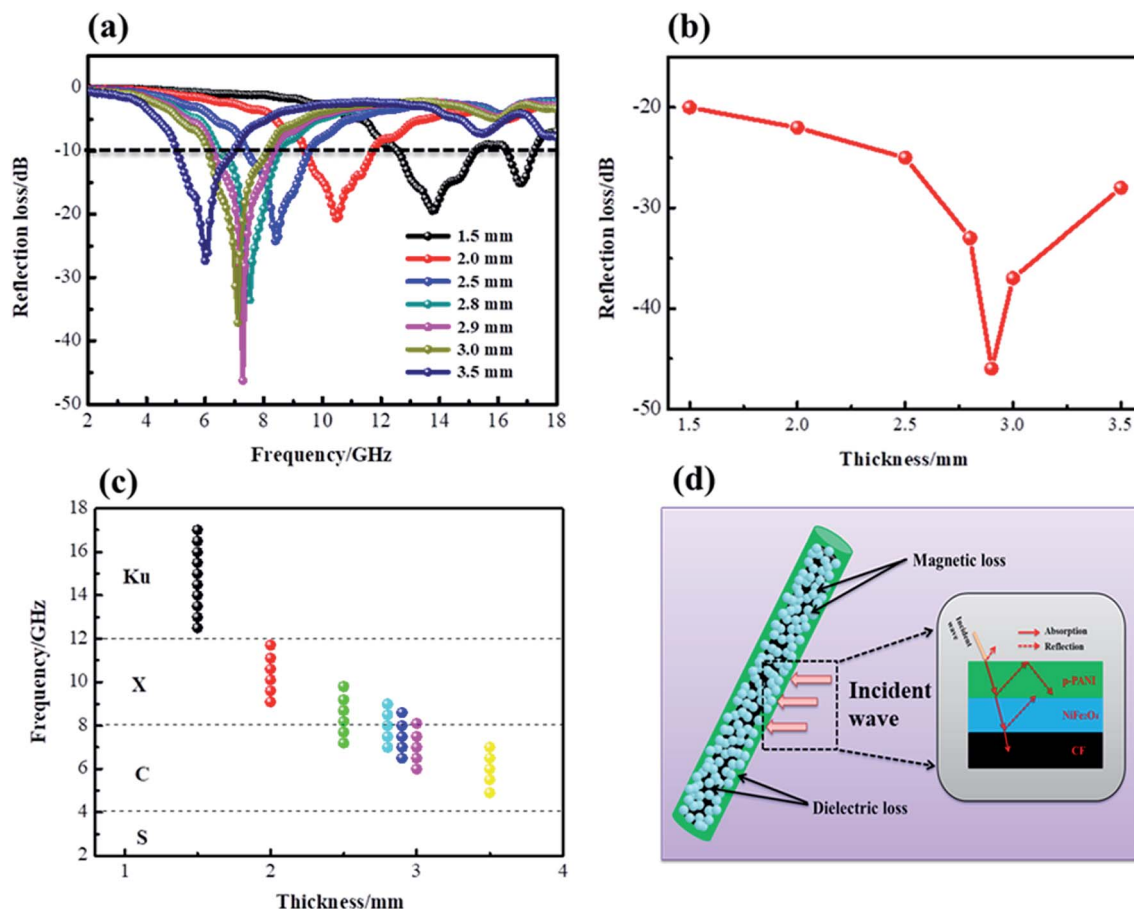 (a)
Reflection loss/dB
0
-10
-20
-30
-40
-50
2 4 6 8 10 12 14 16 18
Frequency/GHz
1.5 mm
2.0 mm
2.5 mm
2.8 mm
2.9 mm
3.0 mm
3.5 mm
(b)
Reflection loss/dB
-20
-30
-40
-50
1.5 2.0 2.5 3.0 3.5
Thickness/mm
(c)
Frequency/GHz
18
16
14
12
10
8
6
4
2
Ku
X
C
S
1 2 3 4
Thickness/mm
(d)
Magnetic loss
Incident
wave
Dielectric loss
Incident
wave
Absorption
Reflection
p-PANI
NiFe₂O₄
CF